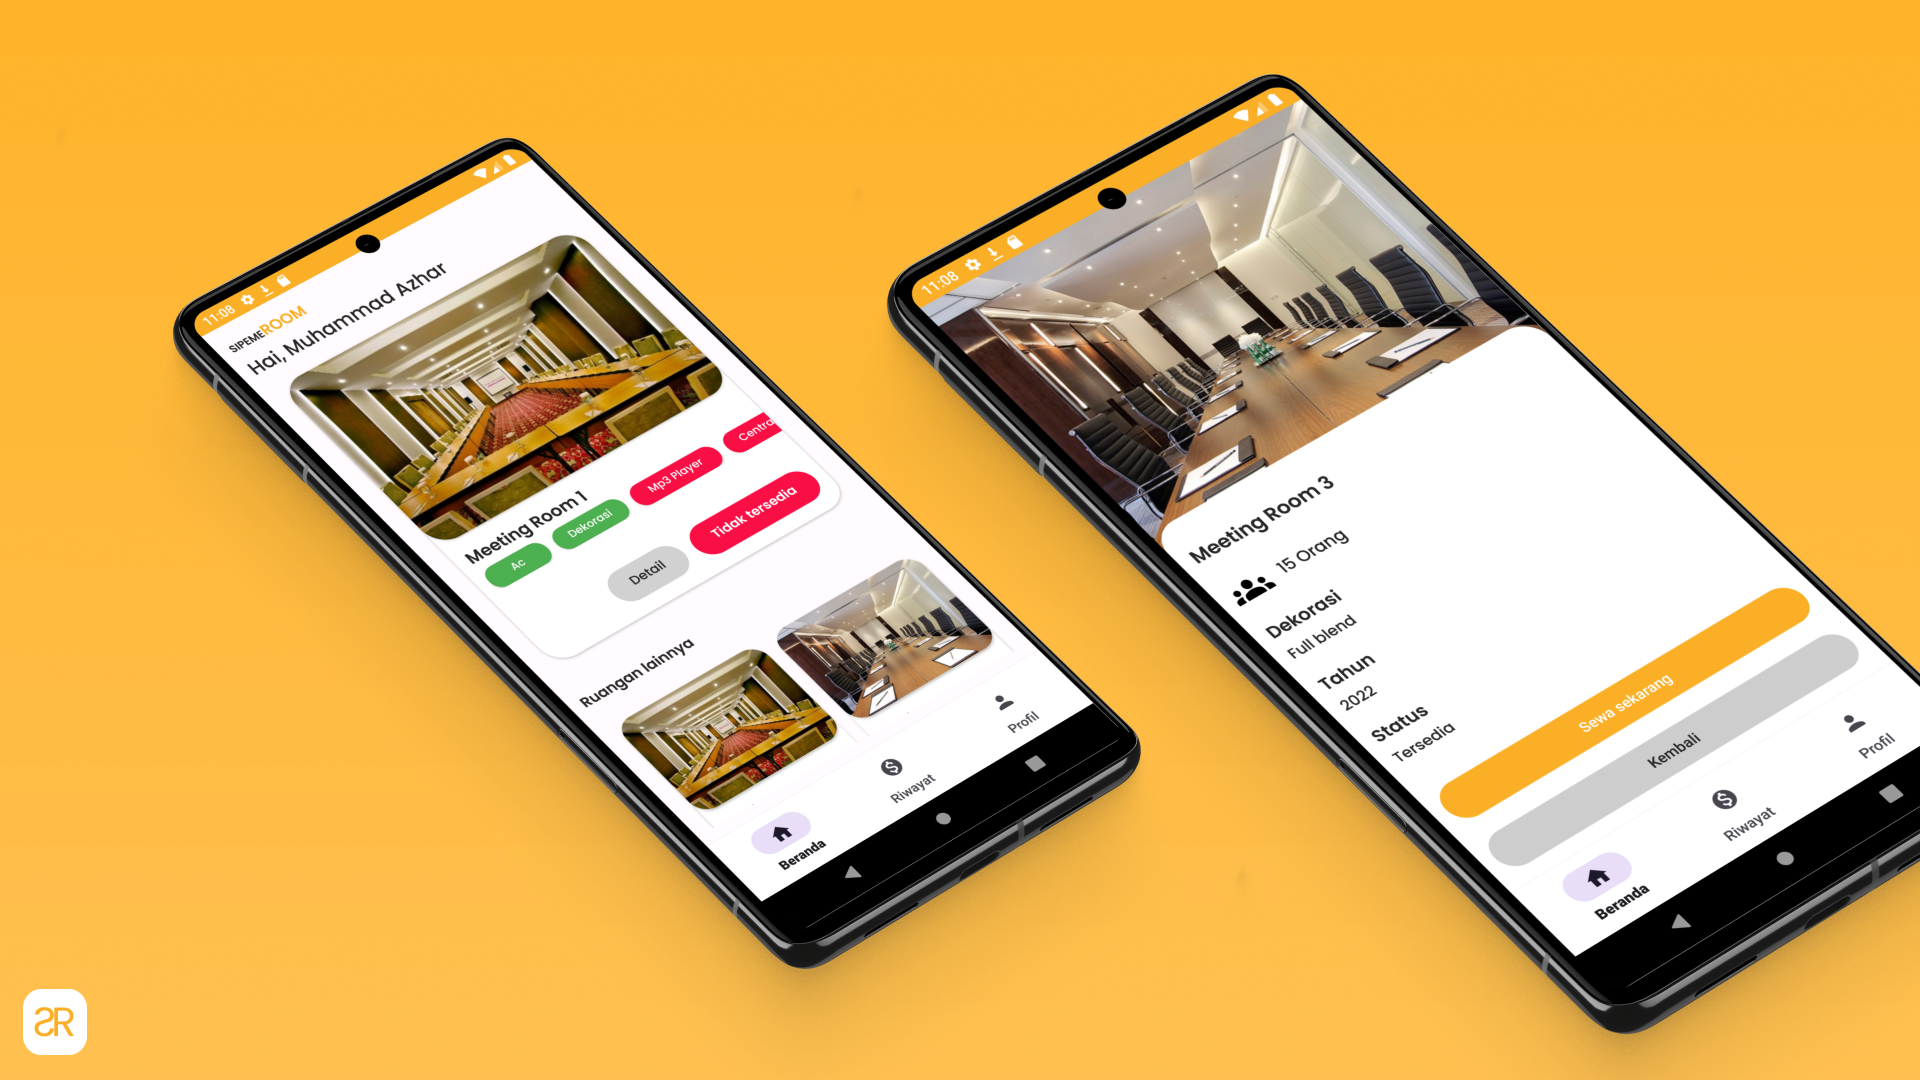 11:08
SIPEMEROOM
Hai, Muhammad Azhar
Meeting Room 1
Ac
Dekorasi
Mp3 Player
Centra
Detail
Tidak tersedia
Ruangan lainnya
Beranda
Riwayat
Profil
11:08
Meeting Room 3
15 Orang
Dekorasi
Full blend
Tahun
2022
Status
Tersedia
Sewa sekarang
Kembali
Beranda
Riwayat
Profil
SR